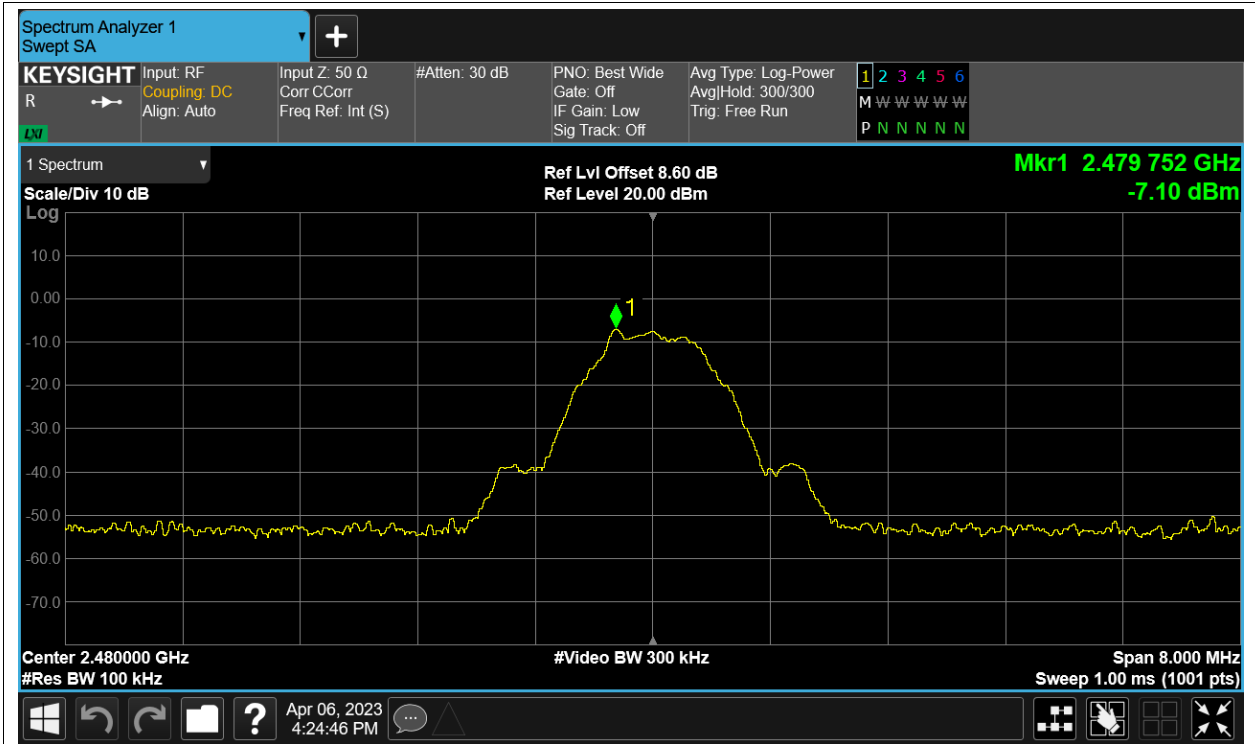 Spectrum Analyzer 1
Swept SA
KEYSIGHT
R
LXI
Input: RF
Coupling: DC
Align: Auto
Input Z: 50 Ω
Corr CCorr
Freq Ref: Int (S)
#Atten: 30 dB
PNO: Best Wide
Gate: Off
IF Gain: Low
Sig Track: Off
Avg Type: Log-Power
Avg|Hold: 300/300
Trig: Free Run
1 2 3 4 5 6
M W W W W W
P N N N N N
1 Spectrum
Scale/Div 10 dB
Log
Ref Lvl Offset 8.60 dB
Ref Level 20.00 dBm
Mkr1 2.479 752 GHz
-7.10 dBm
10.0
0.00
-10.0
-20.0
-30.0
-40.0
-50.0
-60.0
-70.0
1
Center 2.480000 GHz
#Res BW 100 kHz
#Video BW 300 kHz
Span 8.000 MHz
Sweep 1.00 ms (1001 pts)
?
Apr 06, 2023
4:24:46 PM